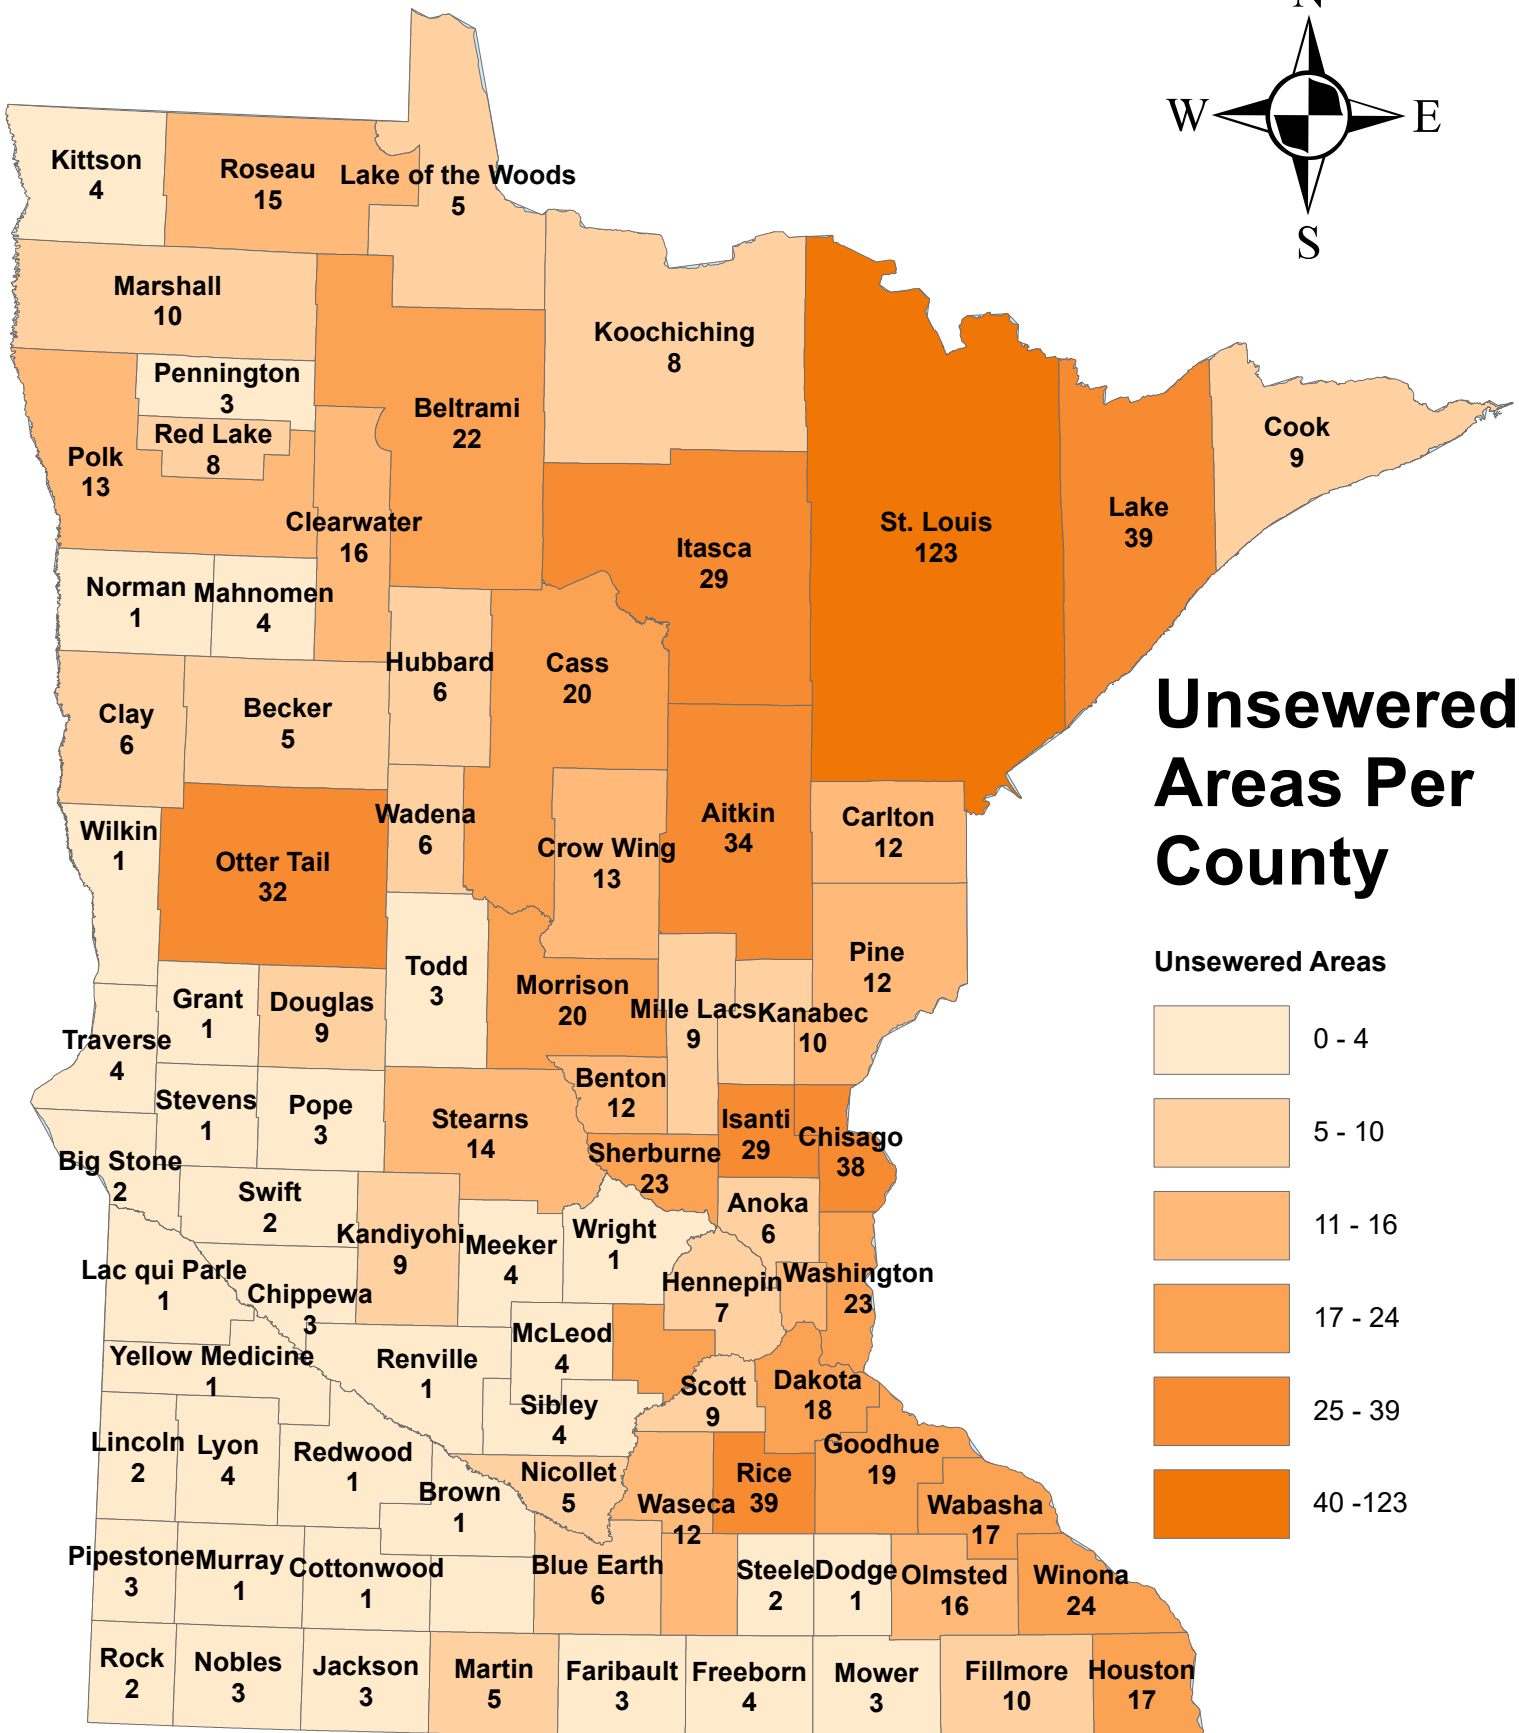 N
W
E
S
Kittson
4
Roseau
15
Lake of the Woods
5
Marshall
10
Koochiching
8
Pennington
3
Beltrami
22
Red Lake
8
Polk
13
Cook
9
Lake
39
St. Louis
123
Clearwater
16
Itasca
29
Norman
1
Mahnomen
4
Hubbard
6
Cass
20
Clay
6
Becker
5
Unsewered
Areas Per
County
Wadena
6
Aitkin
34
Carlton
12
Wilkin
1
Otter Tail
32
Crow Wing
13
Pine
12
Unsewered Areas
0 - 4
5 - 10
11 - 16
17 - 24
25 - 39
40 -123
Todd
3
Morrison
20
Grant
1
Douglas
9
Mille Lacs
9
Kanabec
10
Traverse
4
Benton
12
Stevens
1
Pope
3
Stearns
14
Isanti
29
Chisago
38
Sherburne
23
Big Stone
2
Swift
2
Anoka
6
Kandiyohi
9
Meeker
4
Wright
1
Lac qui Parle
1
Chippewa
3
Hennepin
7
Washington
23
McLeod
4
Yellow Medicine
1
Renville
1
Scott
9
Dakota
18
Sibley
4
Lincoln
2
Lyon
4
Redwood
1
Goodhue
19
Nicollet
5
Rice
39
Brown
1
Waseca
12
Wabasha
17
Pipestone
3
Murray
1
Cottonwood
1
Blue Earth
6
Steele
2
Dodge
1
Olmsted
16
Winona
24
Rock
2
Nobles
3
Jackson
3
Martin
5
Faribault
3
Freeborn
4
Mower
3
Fillmore
10
Houston
17